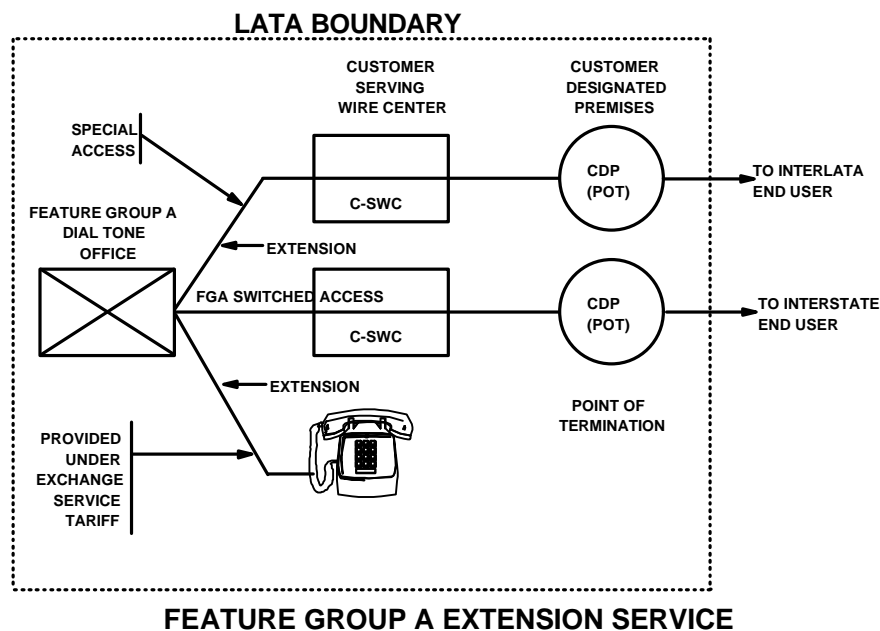 LATA BOUNDARY
CUSTOMER
SERVING
WIRE CENTER
CUSTOMER
DESIGNATED
PREMISES
SPECIAL
ACCESS
CDP
(POT)
TO INTERLATA
END USER
C-SWC
FEATURE GROUP A
DIAL TONE
OFFICE
EXTENSION
FGA SWITCHED ACCESS
C-SWC
CDP
(POT)
TO INTERSTATE
END USER
EXTENSION
POINT OF
TERMINATION
PROVIDED
UNDER
EXCHANGE
SERVICE
TARIFF
FEATURE GROUP A EXTENSION SERVICE